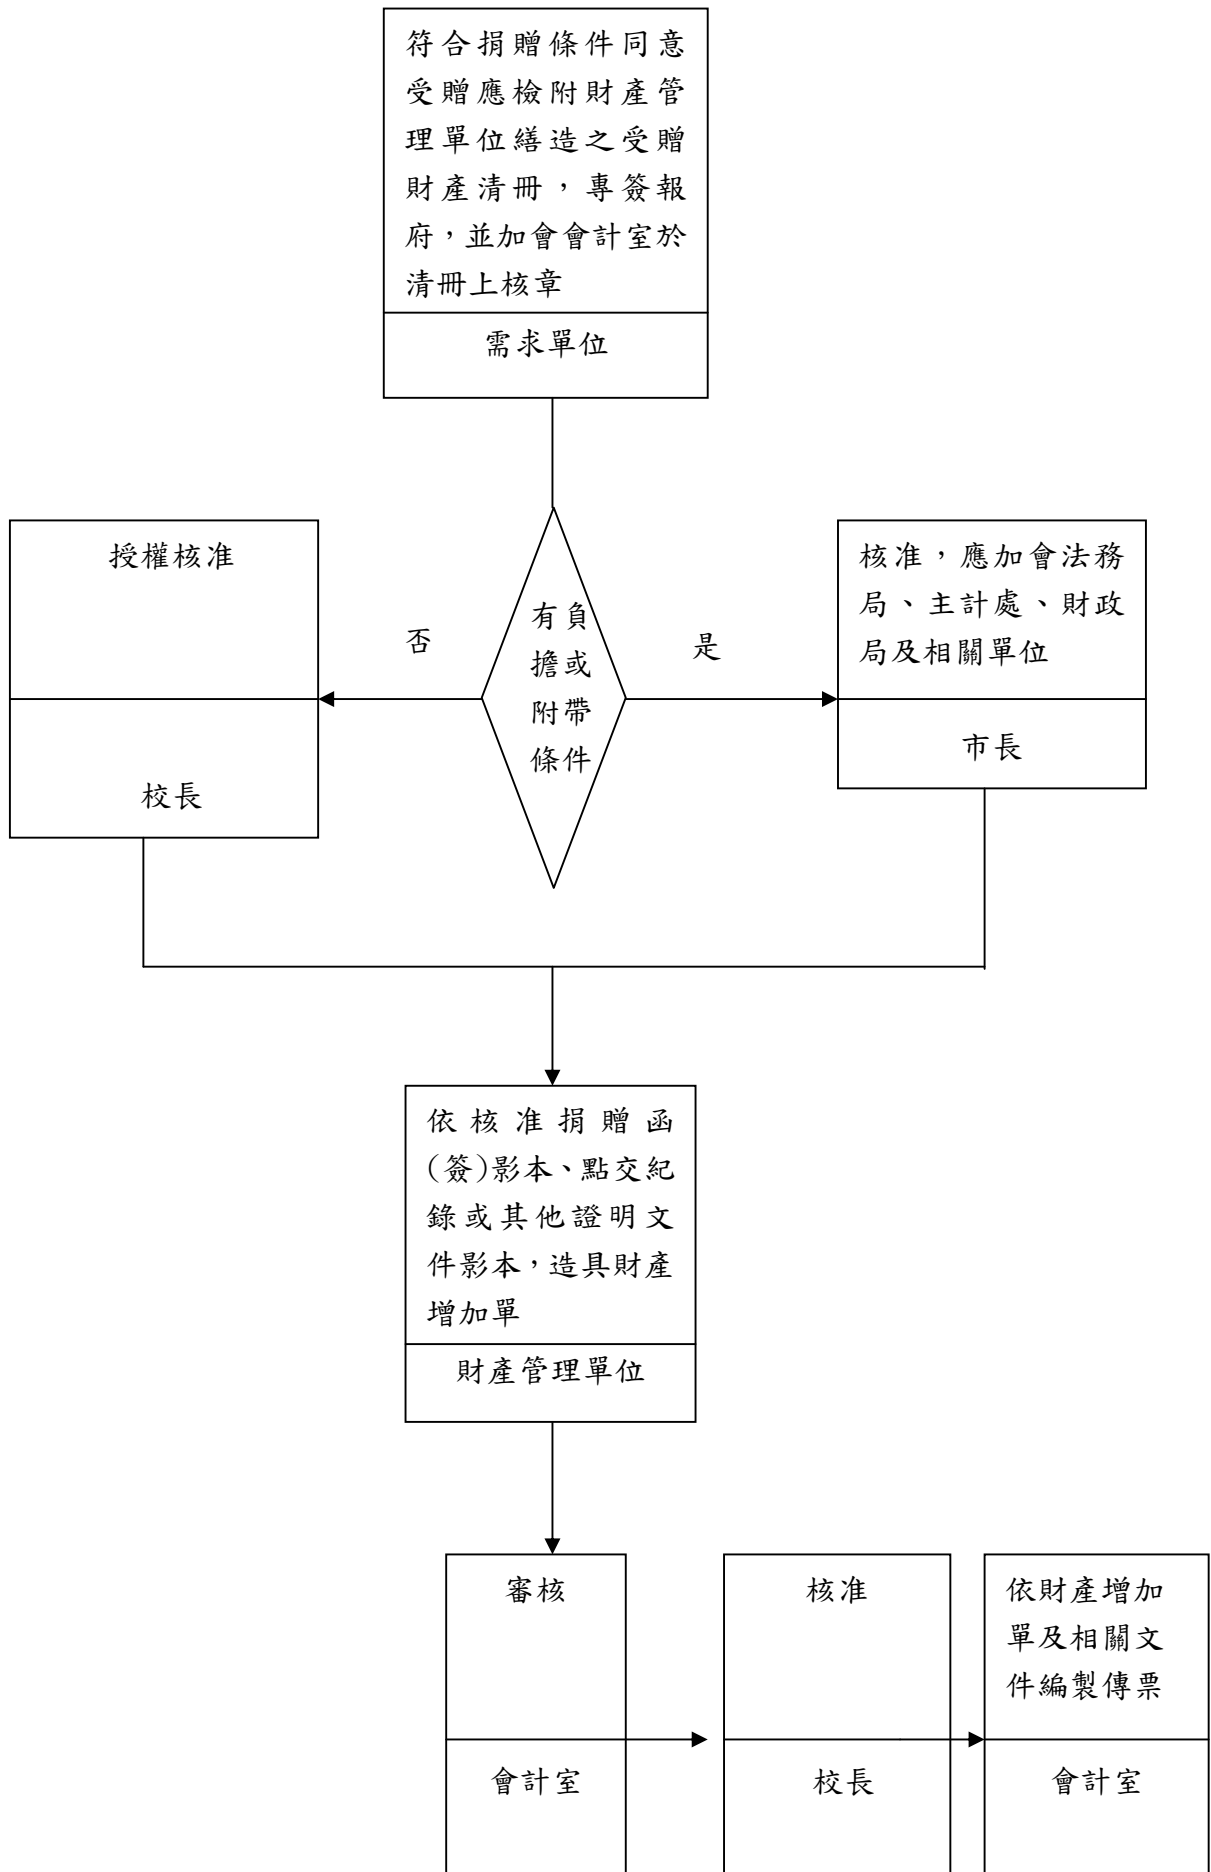 符合捐贈條件同意
受贈應檢附財產管
理單位繕造之受贈
財產清冊，專簽報
府，並加會會計室於
清冊上核章
需求單位
授權核准
校長
否
有負
擔或
附帶
條件
是
核准，應加會法務
局、主計處、財政
局及相關單位
市長
依核准捐贈函
(簽)影本、點交紀
錄或其他證明文
件影本，造具財產
增加單
財產管理單位
審核
會計室
核准
校長
依財產增加
單及相關文
件編製傳票
會計室